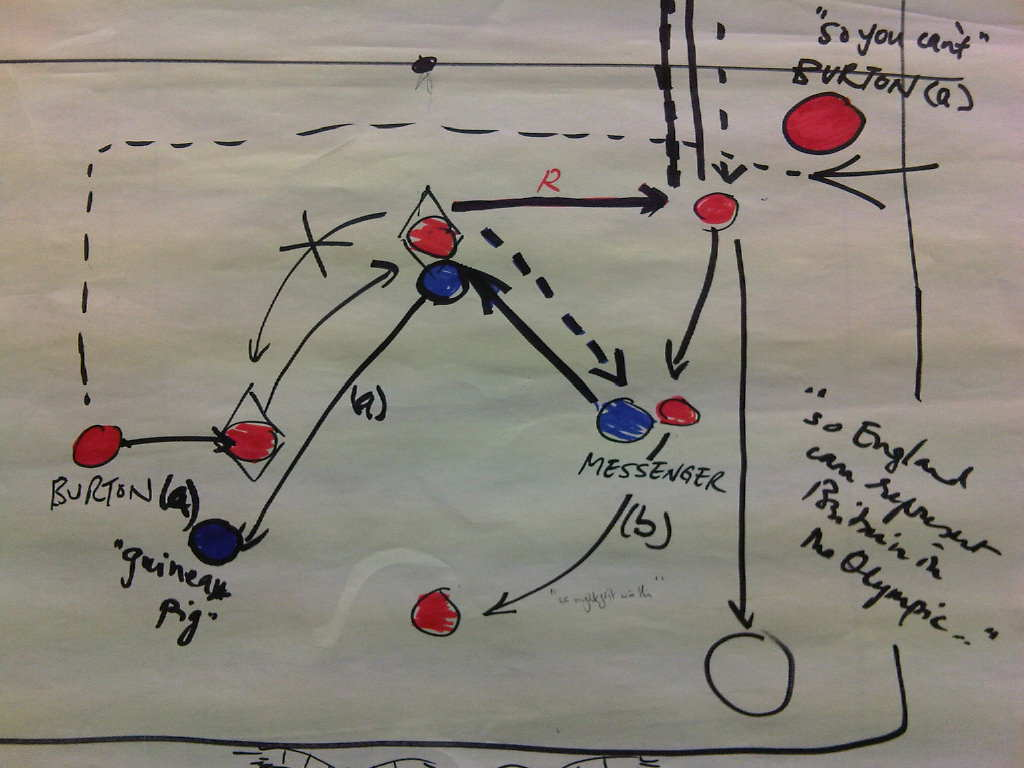 "so you can't"
BURTON (a)
R
(a)
BURTON (a)
"guinea
pig"
MESSENGER
(b)
"so England
can represent
Britain in
the Olympic..."